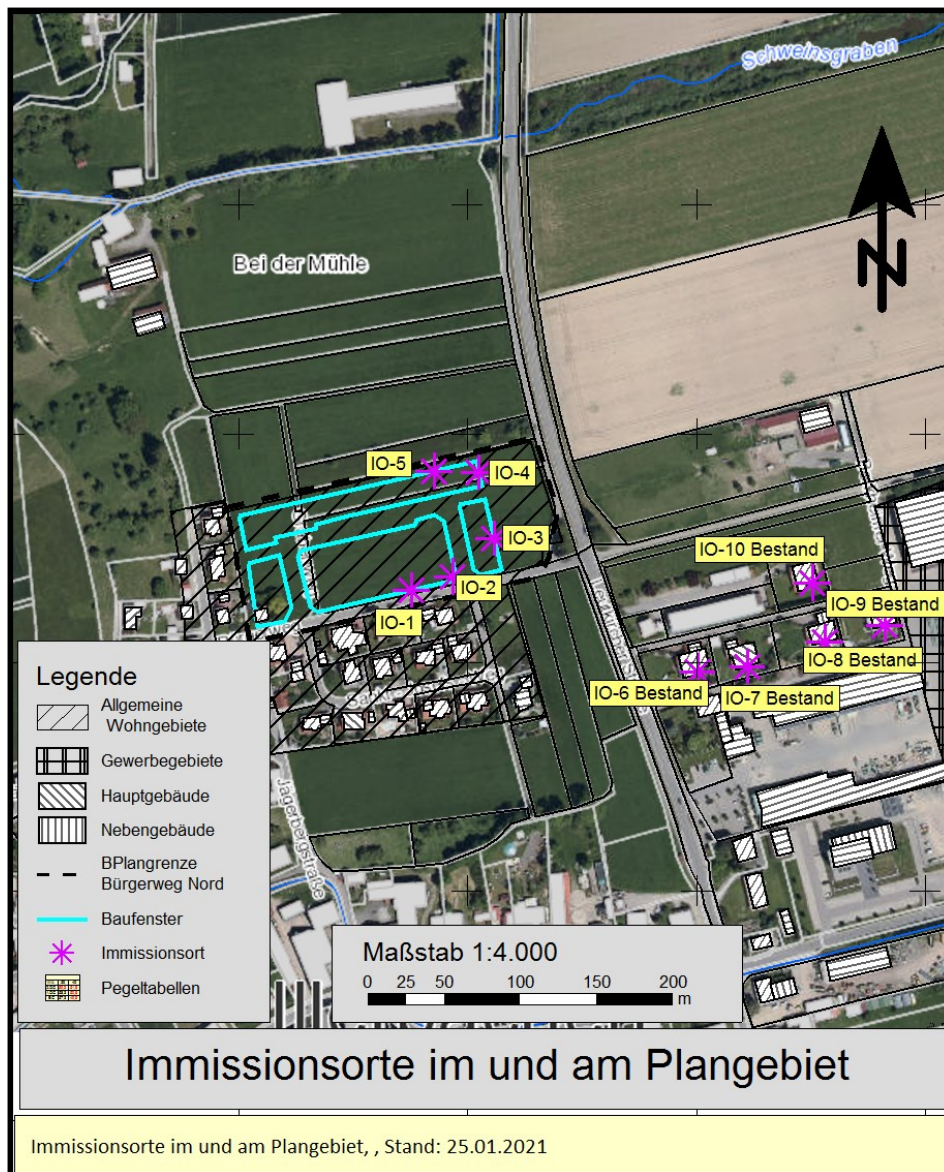 Schweinsgraben
N
Bei der Mühle
IO-5
IO-4
IO-3
IO-2
IO-1
IO-10 Bestand
IO-9 Bestand
IO-8 Bestand
IO-6 Bestand
IO-7 Bestand
Jagerbergstraße
Legende
Allgemeine
Wohngebiete
Gewerbegebiete
Hauptgebäude
Nebengebäude
BPlangrenze
Bürgerweg Nord
Baufenster
Immissionsort
Pegeltabellen
Maßstab 1:4.000
0 25 50 100 150 200
m
Immissionsorte im und am Plangebiet
Immissionsorte im und am Plangebiet, , Stand: 25.01.2021